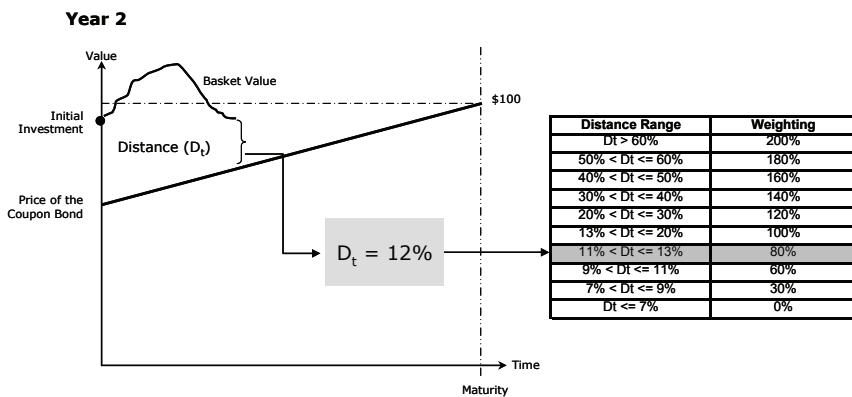 Year 2
Value
Basket Value
$100
Initial
Investment
Distance (Dt)
Price of the
Coupon Bond
Dt = 12%
Distance Range Weighting
Dt > 60% 200%
50% < Dt <= 60% 180%
40% < Dt <= 50% 160%
30% < Dt <= 40% 140%
20% < Dt <= 30% 120%
13% < Dt <= 20% 100%
11% < Dt <= 13% 80%
9% < Dt <= 11% 60%
7% < Dt <= 9% 30%
Dt <= 7% 0%
Time
Maturity